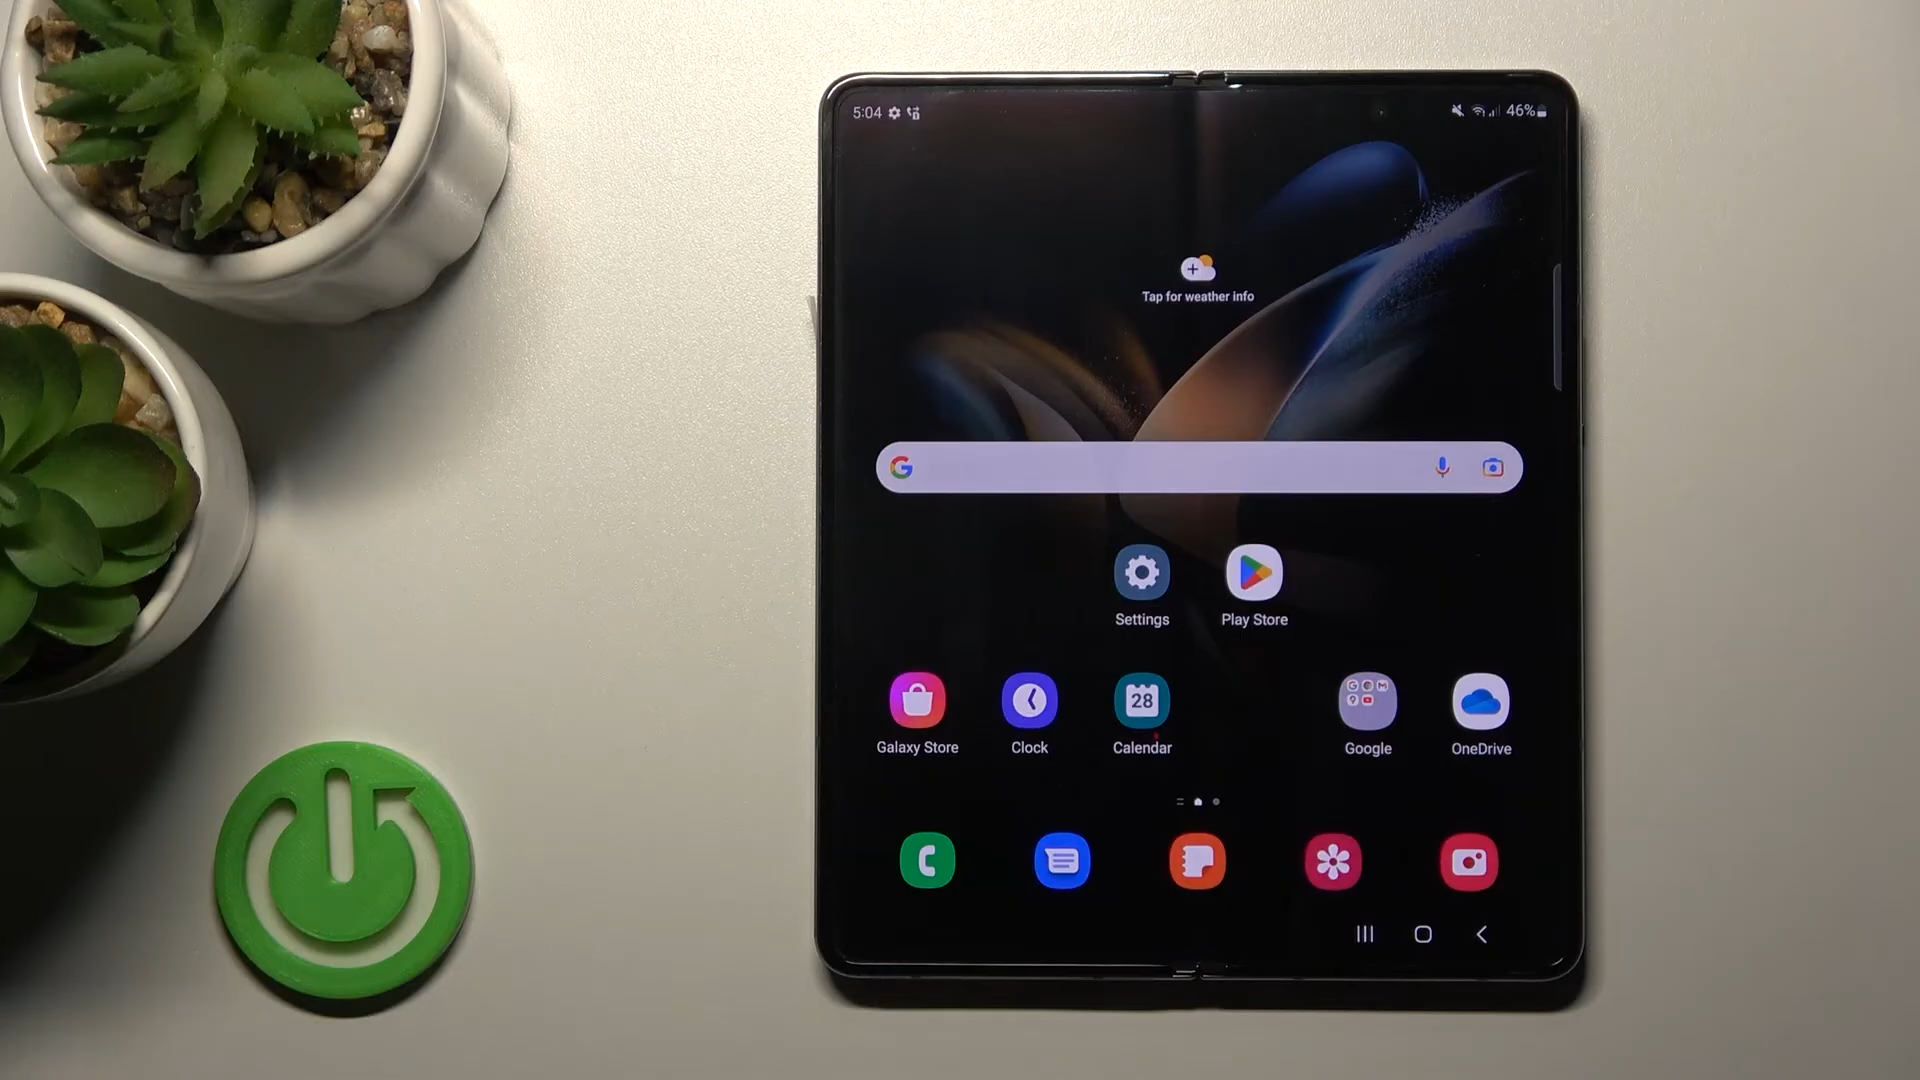 5:04 46%
Tap for weather info
G
Settings Play Store
28
Galaxy Store Clock Calendar Google OneDrive